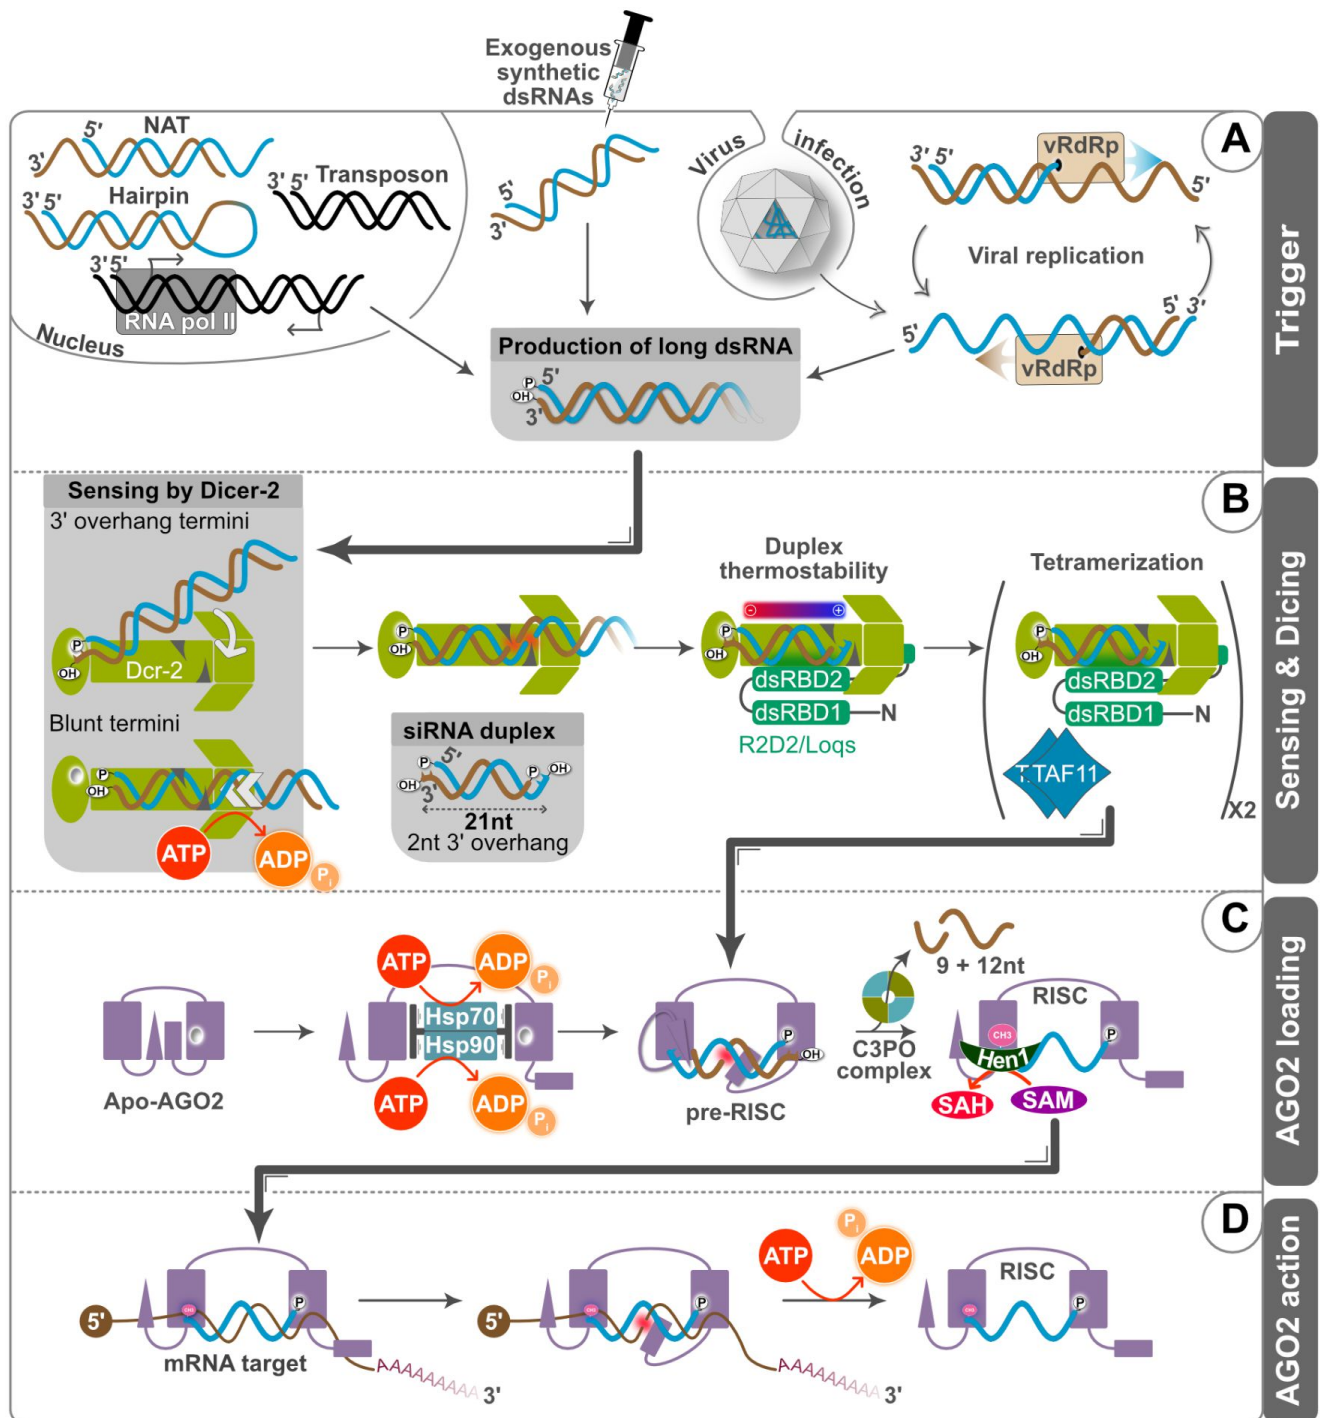 Exogenous
synthetic
dsRNAs
A
Trigger
NAT
5'
3'
Hairpin
3' 5'
Transposon
3' 5'
3' 5'
RNA pol II
Nucleus
5'
3'
Virus
infection
3' 5'
vRdRp
5'
Viral replication
5' 3'
5'
vRdRp
Production of long dsRNA
P
5'
OH
3'
B
Sensing & Dicing
Sensing by Dicer-2
3' overhang termini
P
OH
Dcr-2
Blunt termini
P
OH
ATP
ADP
Pi
P
OH
siRNA duplex
P
5'
P
OH
OH
3'
21nt
2nt 3' overhang
Duplex
thermostability
- +
P
OH
dsRBD2
dsRBD1
N
R2D2/Loqs
Tetramerization
P
OH
dsRBD2
dsRBD1
N
T.TAF11
X2
C
AGO2 loading
Apo-AGO2
ATP
ADP
Pi
Hsp70
Hsp90
ATP
ADP
Pi
P
OH
pre-RISC
9 + 12nt
C3PO
complex
RISC
CH3
P
Hen1
SAH
SAM
D
AGO2 action
5'
CH3
P
mRNA target
AAAAAAAAA
3'
5'
CH3
P
AAAAAAAAA
3'
ATP
Pi
ADP
RISC
CH3
P